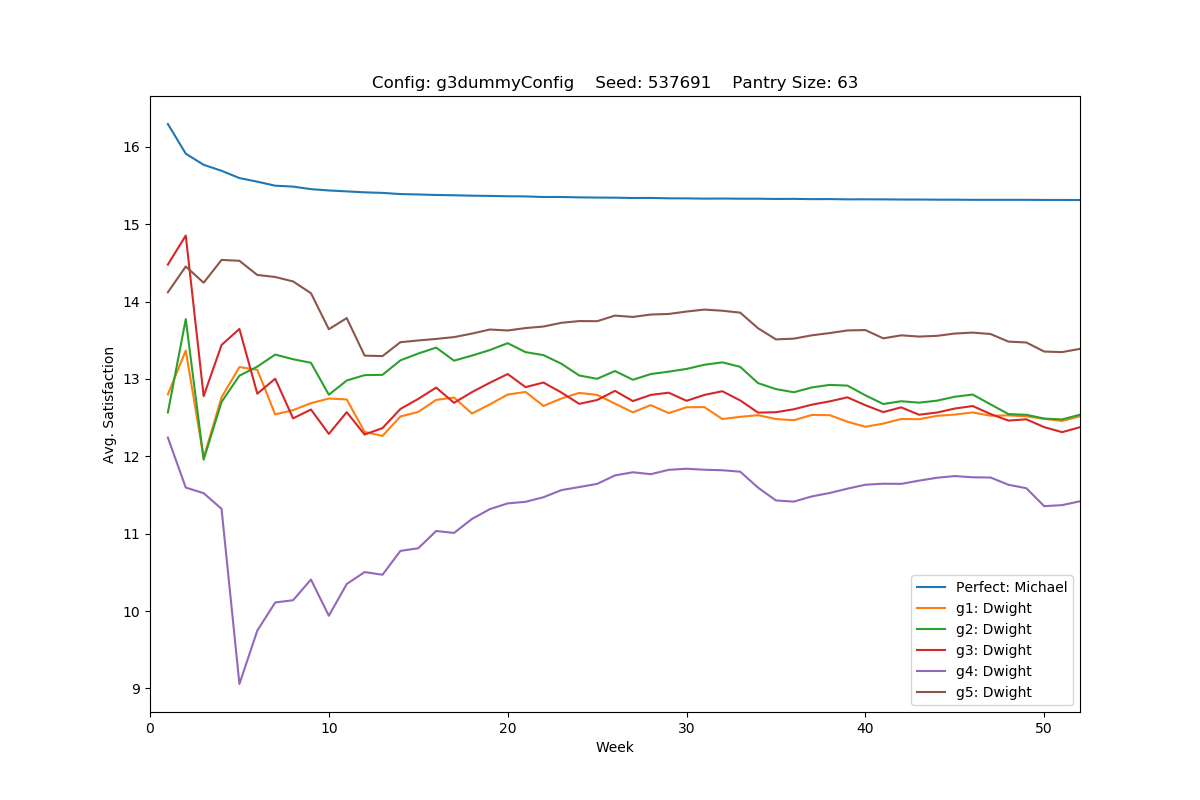 Config: g3dummyConfig    Seed: 537691    Pantry Size: 63
16
15
14
13
12
11
10
9
Avg. Satisfaction
0 10 20 30 40 50
Week
Perfect: Michael
g1: Dwight
g2: Dwight
g3: Dwight
g4: Dwight
g5: Dwight